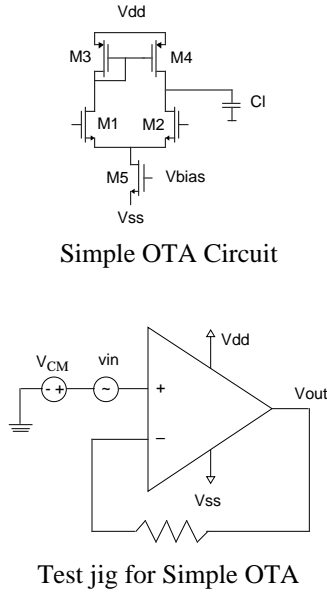 Vdd
M3
M4
Cl
M1
M2
M5
Vbias
Vss
Simple OTA Circuit
Vdd
V_CM
vin
- +
~
+
Vout
−
Vss
Test jig for Simple OTA